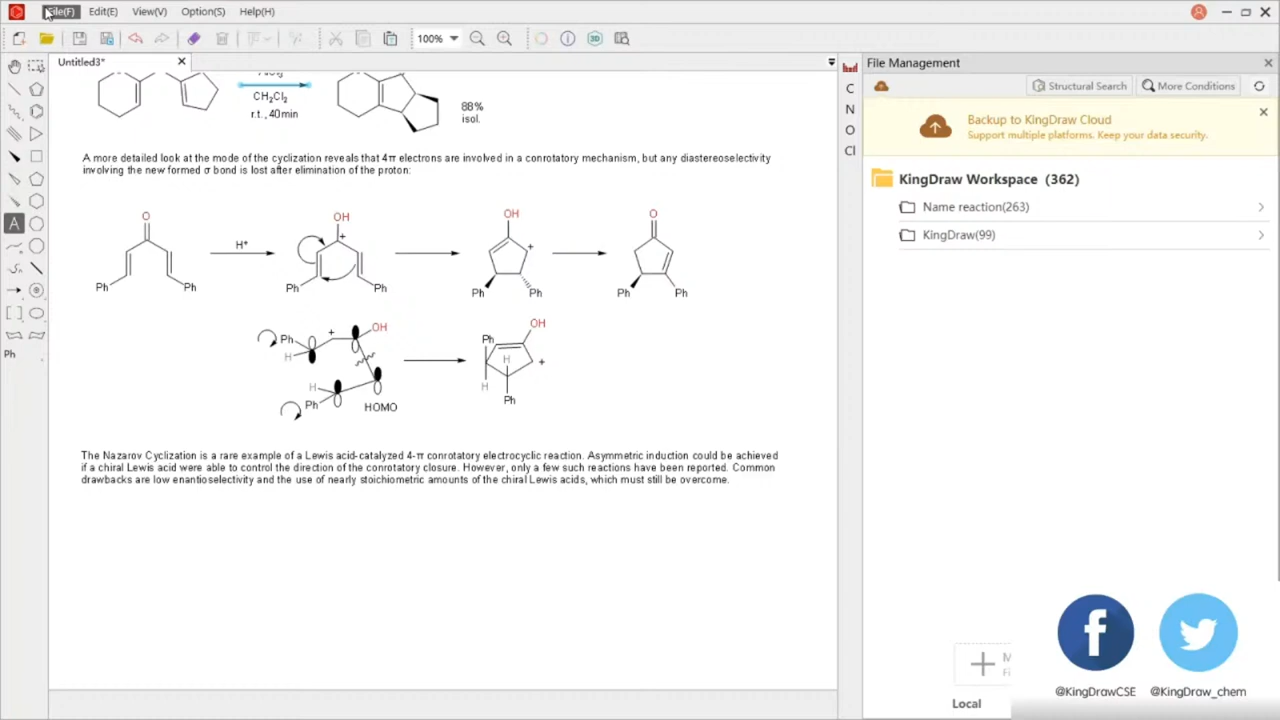 File(F) Edit(E) View(V) Option(S) Help(H)
100%
Untitled3*
CH₂Cl₂
r.t., 40min
88%
isol.
A more detailed look at the mode of the cyclization reveals that 4π electrons are involved in a conrotatory mechanism, but any diastereoselectivity
involving the new formed σ bond is lost after elimination of the proton:
O
Ph Ph
H⁺
OH
+
Ph Ph
OH
+
Ph Ph
O
Ph Ph
Ph
+
OH
H
H
Ph
HOMO
OH
Ph
H
+
H
Ph
The Nazarov Cyclization is a rare example of a Lewis acid-catalyzed 4-π conrotatory electrocyclic reaction. Asymmetric induction could be achieved
if a chiral Lewis acid were able to control the direction of the conrotatory closure. However, only a few such reactions have been reported. Common
drawbacks are low enantioselectivity and the use of nearly stoichiometric amounts of the chiral Lewis acids, which must still be overcome.
A
Ph
C
N
O
Cl
3D
File Management
Structural Search More Conditions
Backup to KingDraw Cloud
Support multiple platforms. Keep your data security.
KingDraw Workspace (362)
Name reaction(263)
KingDraw(99)
Local
@KingDrawCSE @KingDraw_chem